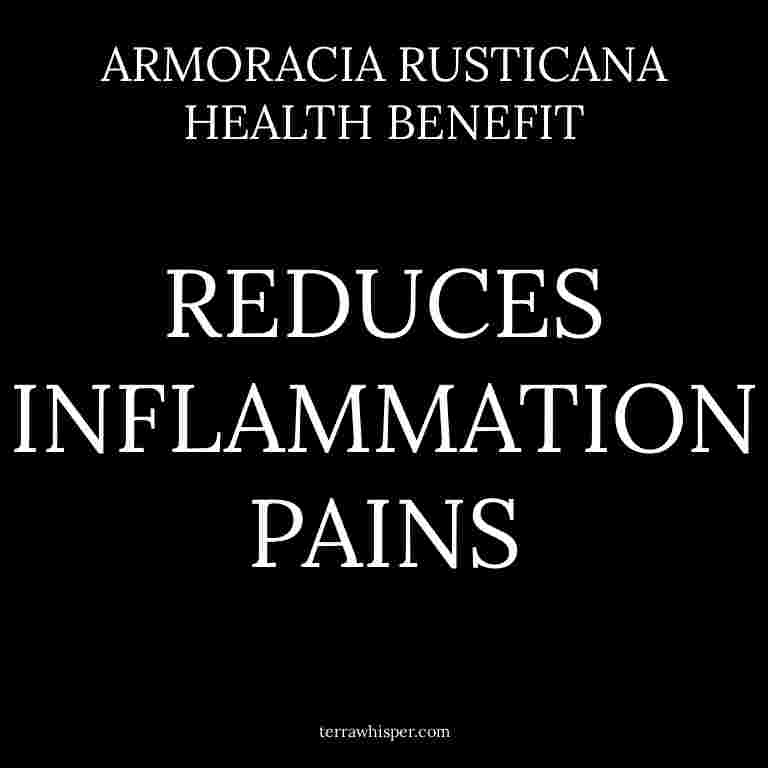 ARMORACIA RUSTICANA
HEALTH BENEFIT
REDUCES
INFLAMMATION
PAINS
terrawhisper.com